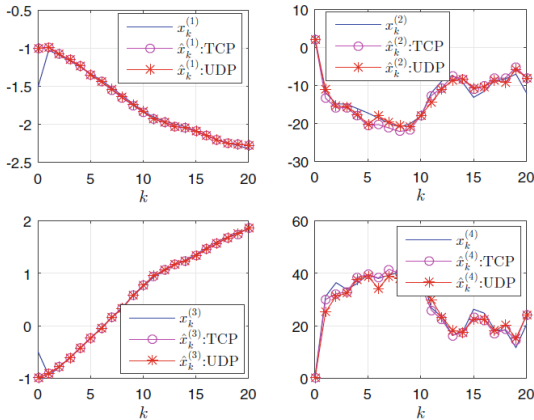 -0.5
-1
-1.5
-2
-2.5
0 5 10 15 20
k
x_k^{(1)}
x̂_k^{(1)}:TCP
x̂_k^{(1)}:UDP
10
0
-10
-20
-30
0 5 10 15 20
k
x_k^{(2)}
x̂_k^{(2)}:TCP
x̂_k^{(2)}:UDP
2
1
0
-1
0 5 10 15 20
k
x_k^{(3)}
x̂_k^{(3)}:TCP
x̂_k^{(3)}:UDP
60
40
20
0
0 5 10 15 20
k
x_k^{(4)}
x̂_k^{(4)}:TCP
x̂_k^{(4)}:UDP